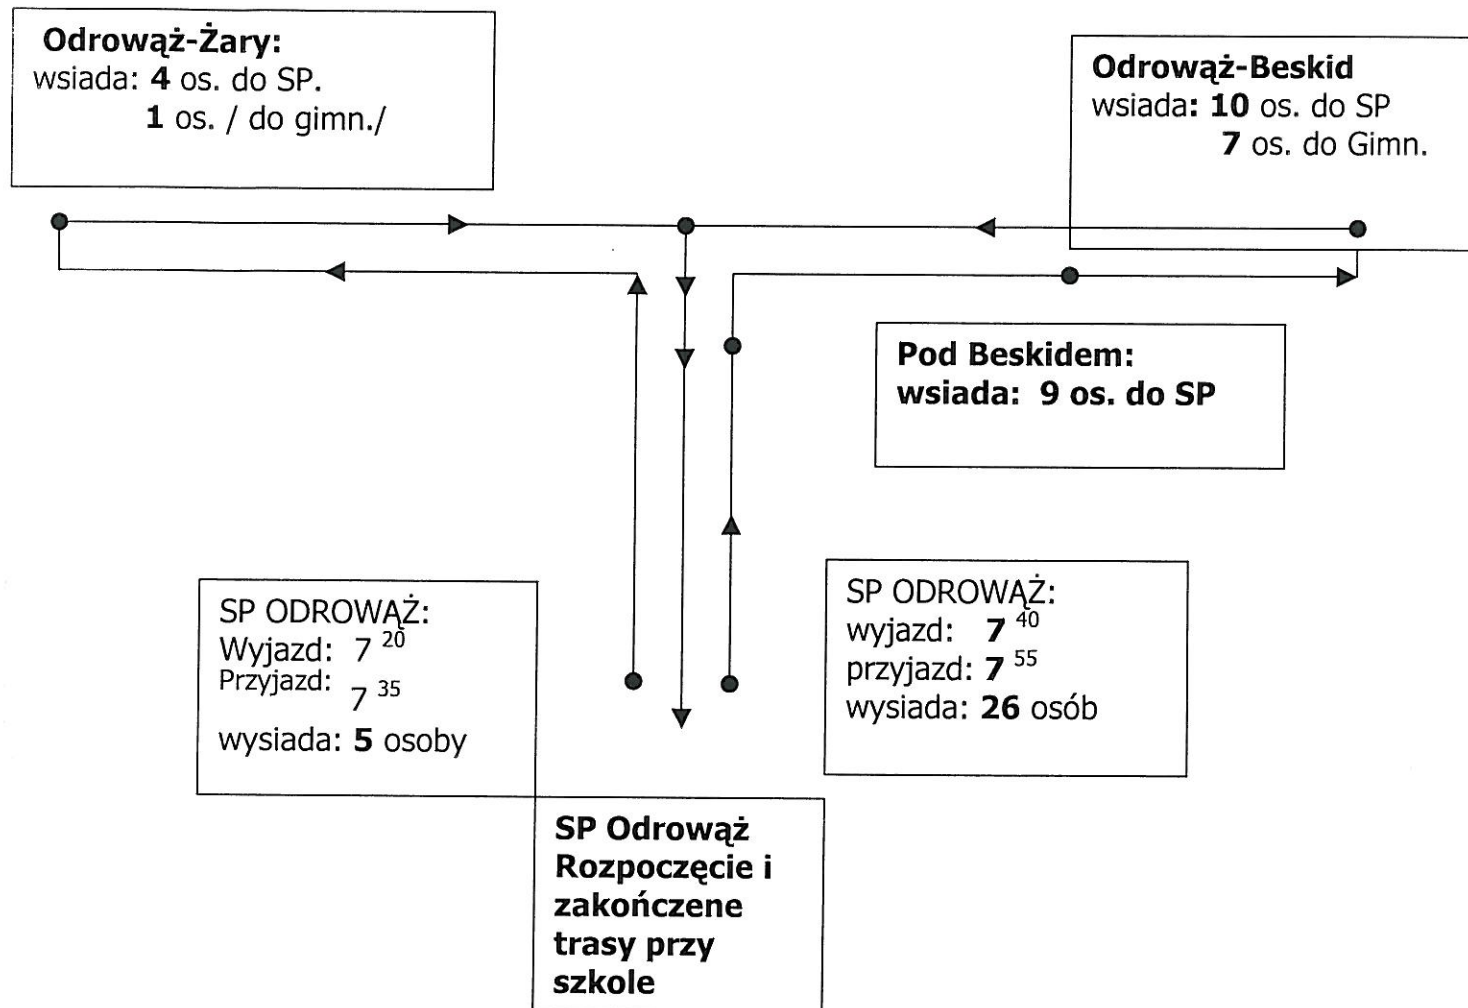 Odrowąż-Żary:
wsiada: 4 os. do SP.
1 os. / do gimn./
Odrowąż-Beskid
wsiada: 10 os. do SP
7 os. do Gimn.
Pod Beskidem:
wsiada: 9 os. do SP
SP ODROWĄŻ:
Wyjazd: 7 20
Przyjazd:
7 35
wysiada: 5 osoby
SP ODROWĄŻ:
wyjazd: 7 40
przyjazd: 7 55
wysiada: 26 osób
SP Odrowąż
Rozpoczęcie i
zakończene
trasy przy
szkole